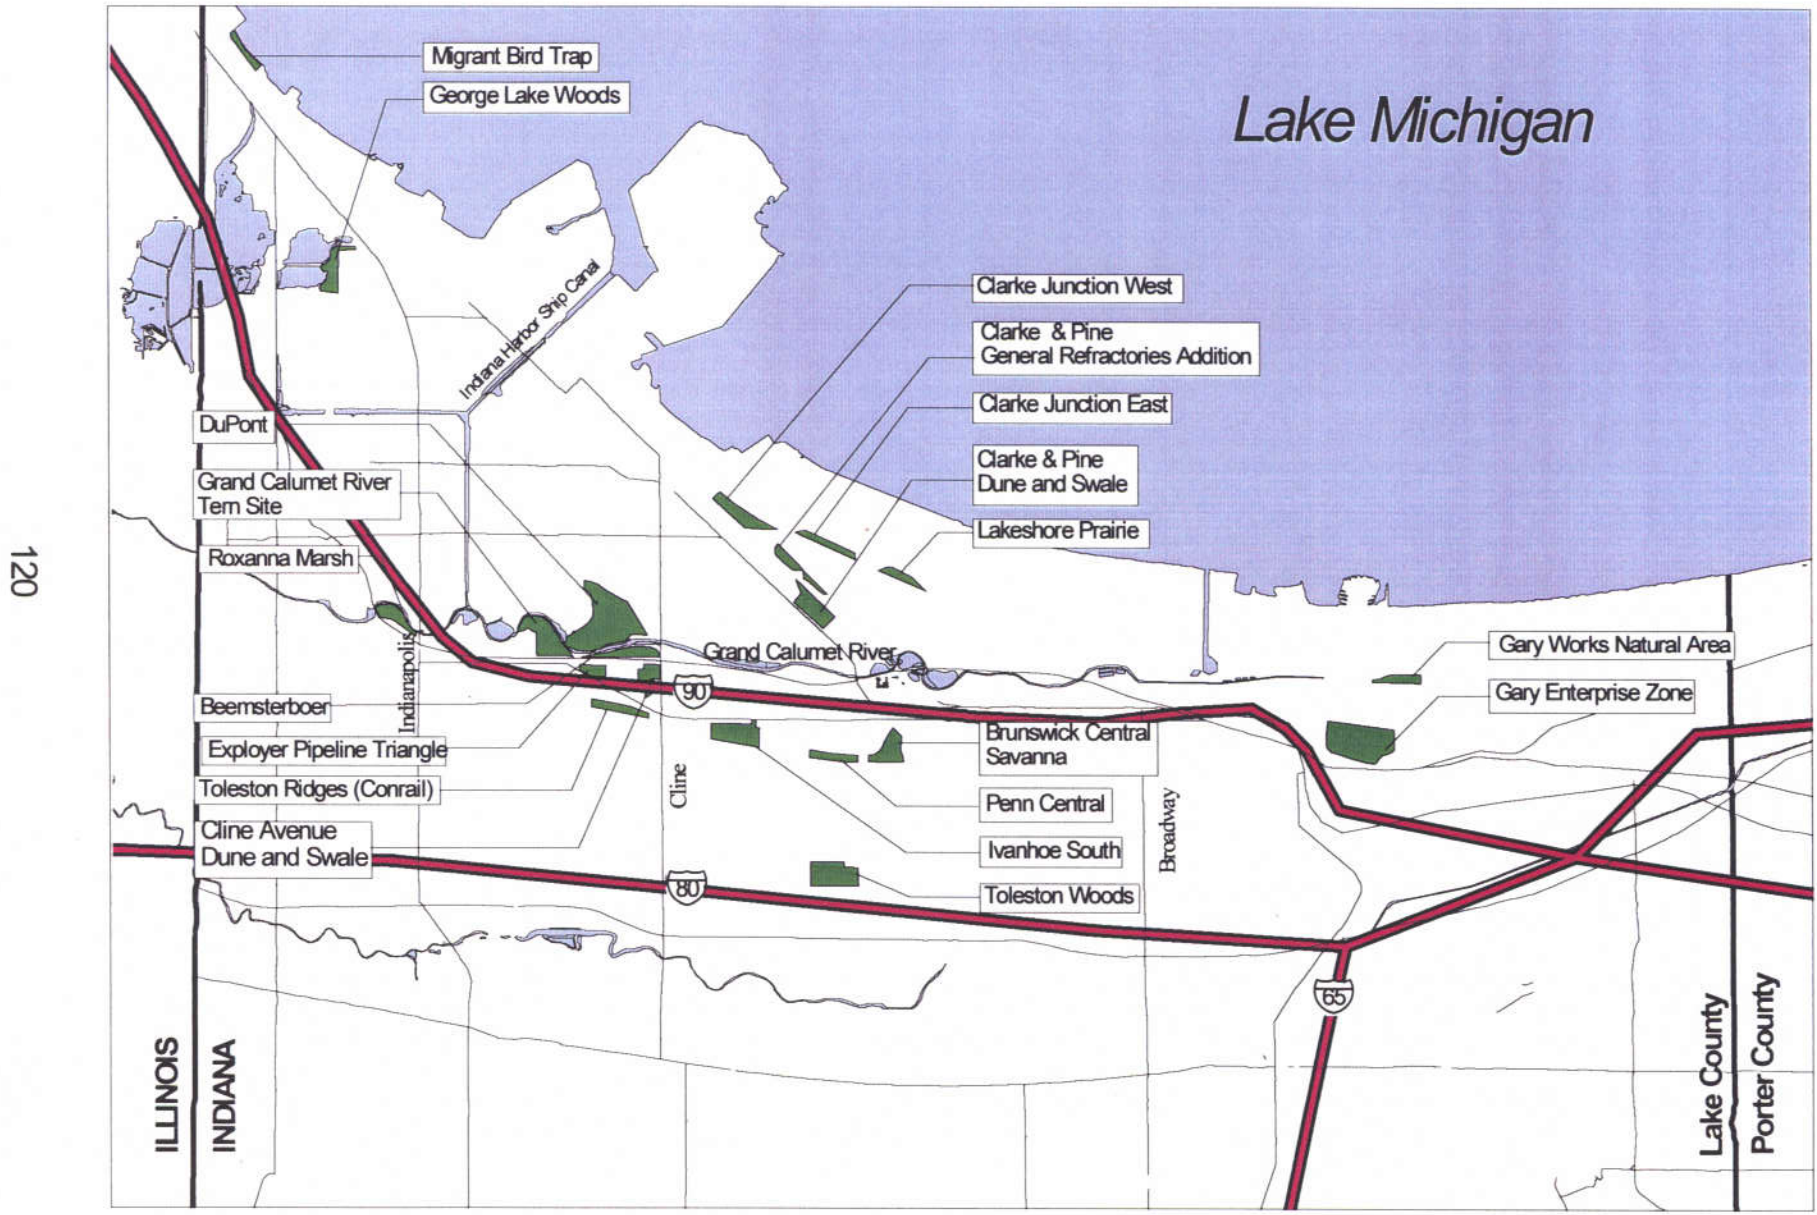 Migrant Bird Trap
George Lake Woods
Lake Michigan
Indiana Harbor Ship Canal
Clarke Junction West
Clarke & Pine
General Refractories Addition
Clarke Junction East
Clarke & Pine
Dune and Swale
Lakeshore Prairie
DuPont
Grand Calumet River
Tern Site
Roxanna Marsh
120
Grand Calumet River
Gary Works Natural Area
Gary Enterprise Zone
Indianapolis
90
Beemsterboer
Exployer Pipeline Triangle
Toleston Ridges (Conrail)
Cline Avenue
Dune and Swale
Cline
Brunswick Central
Savanna
Penn Central
Ivanhoe South
Toleston Woods
Broadway
80
65
ILLINOIS
INDIANA
Lake County
Porter County